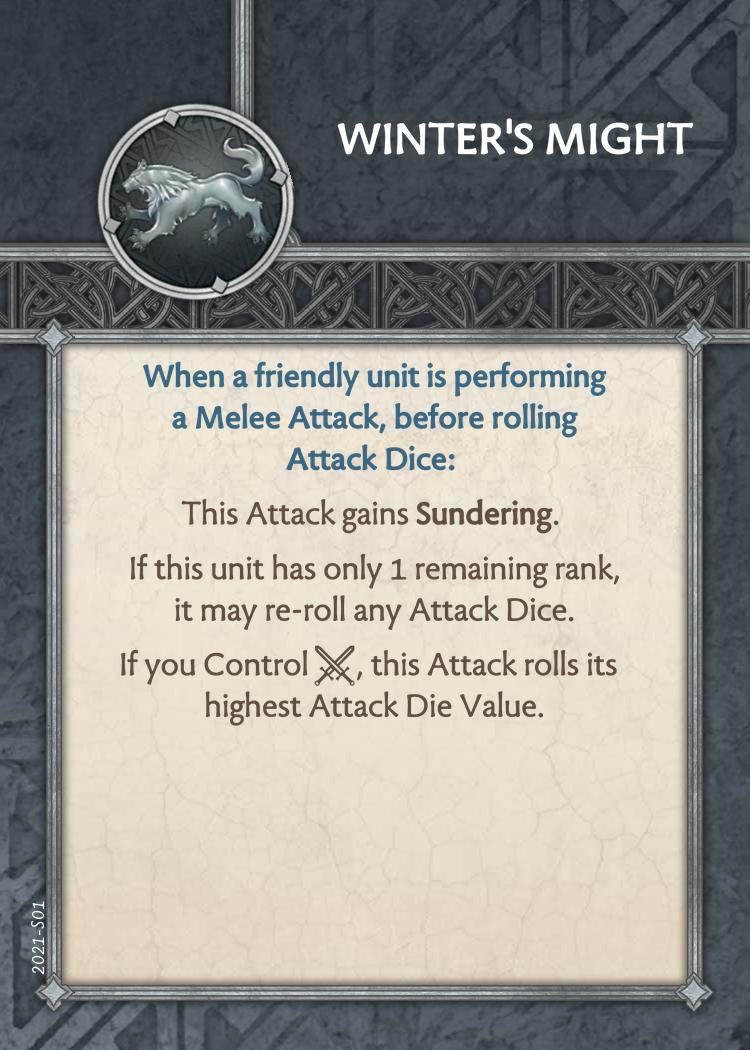 WINTER'S MIGHT
When a friendly unit is performing
a Melee Attack, before rolling
Attack Dice:
This Attack gains Sundering.
If this unit has only 1 remaining rank,
it may re-roll any Attack Dice.
If you Control , this Attack rolls its
highest Attack Die Value.
2021-S01